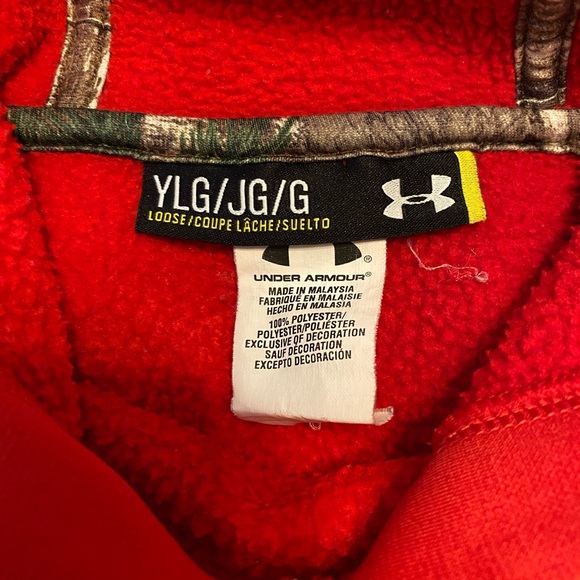 YLG/JG/G
LOOSE/COUPE LÂCHE/SUELTO
®
UNDER ARMOUR®
MADE IN MALAYSIA
FABRIQUÉ EN MALAISIE
HECHO EN MALASIA
100% POLYESTER/
POLYESTER/POLIÉSTER
EXCLUSIVE OF DECORATION
SAUF DÉCORATION
EXCEPTO DECORACIÓN